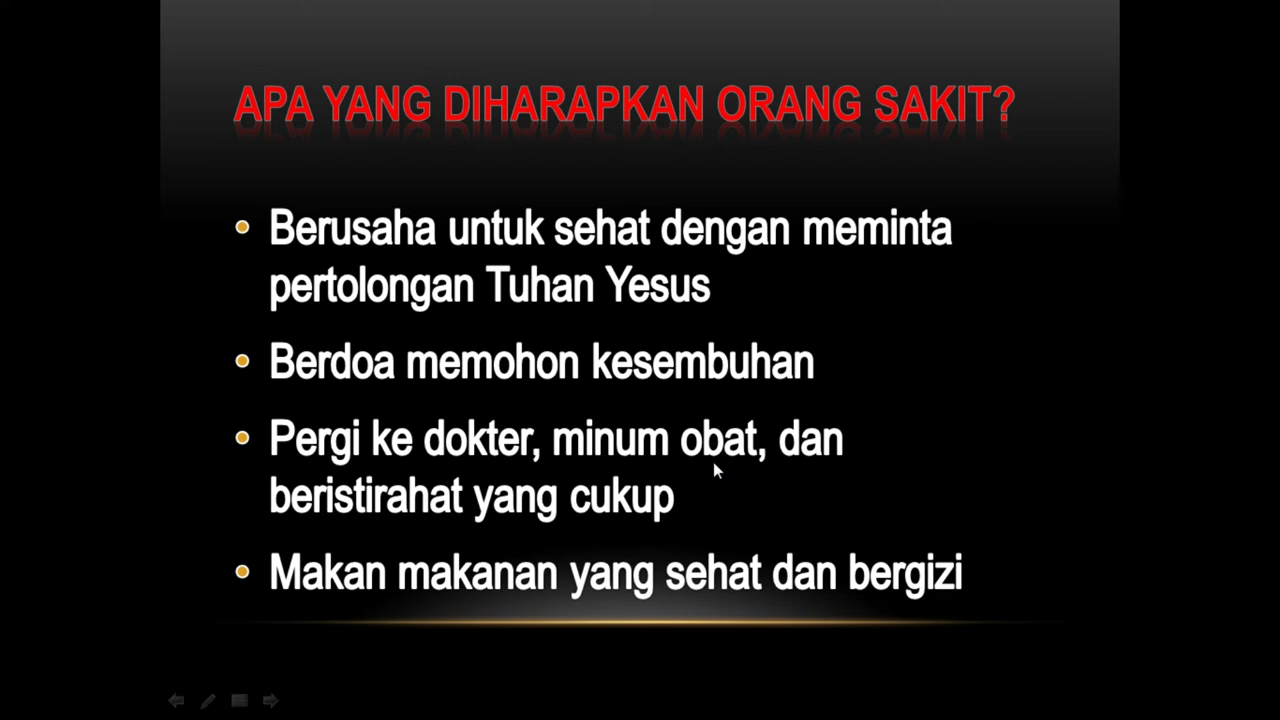 APA YANG DIHARAPKAN ORANG SAKIT?
• Berusaha untuk sehat dengan meminta
pertolongan Tuhan Yesus
• Berdoa memohon kesembuhan
• Pergi ke dokter, minum obat, dan
beristirahat yang cukup
• Makan makanan yang sehat dan bergizi